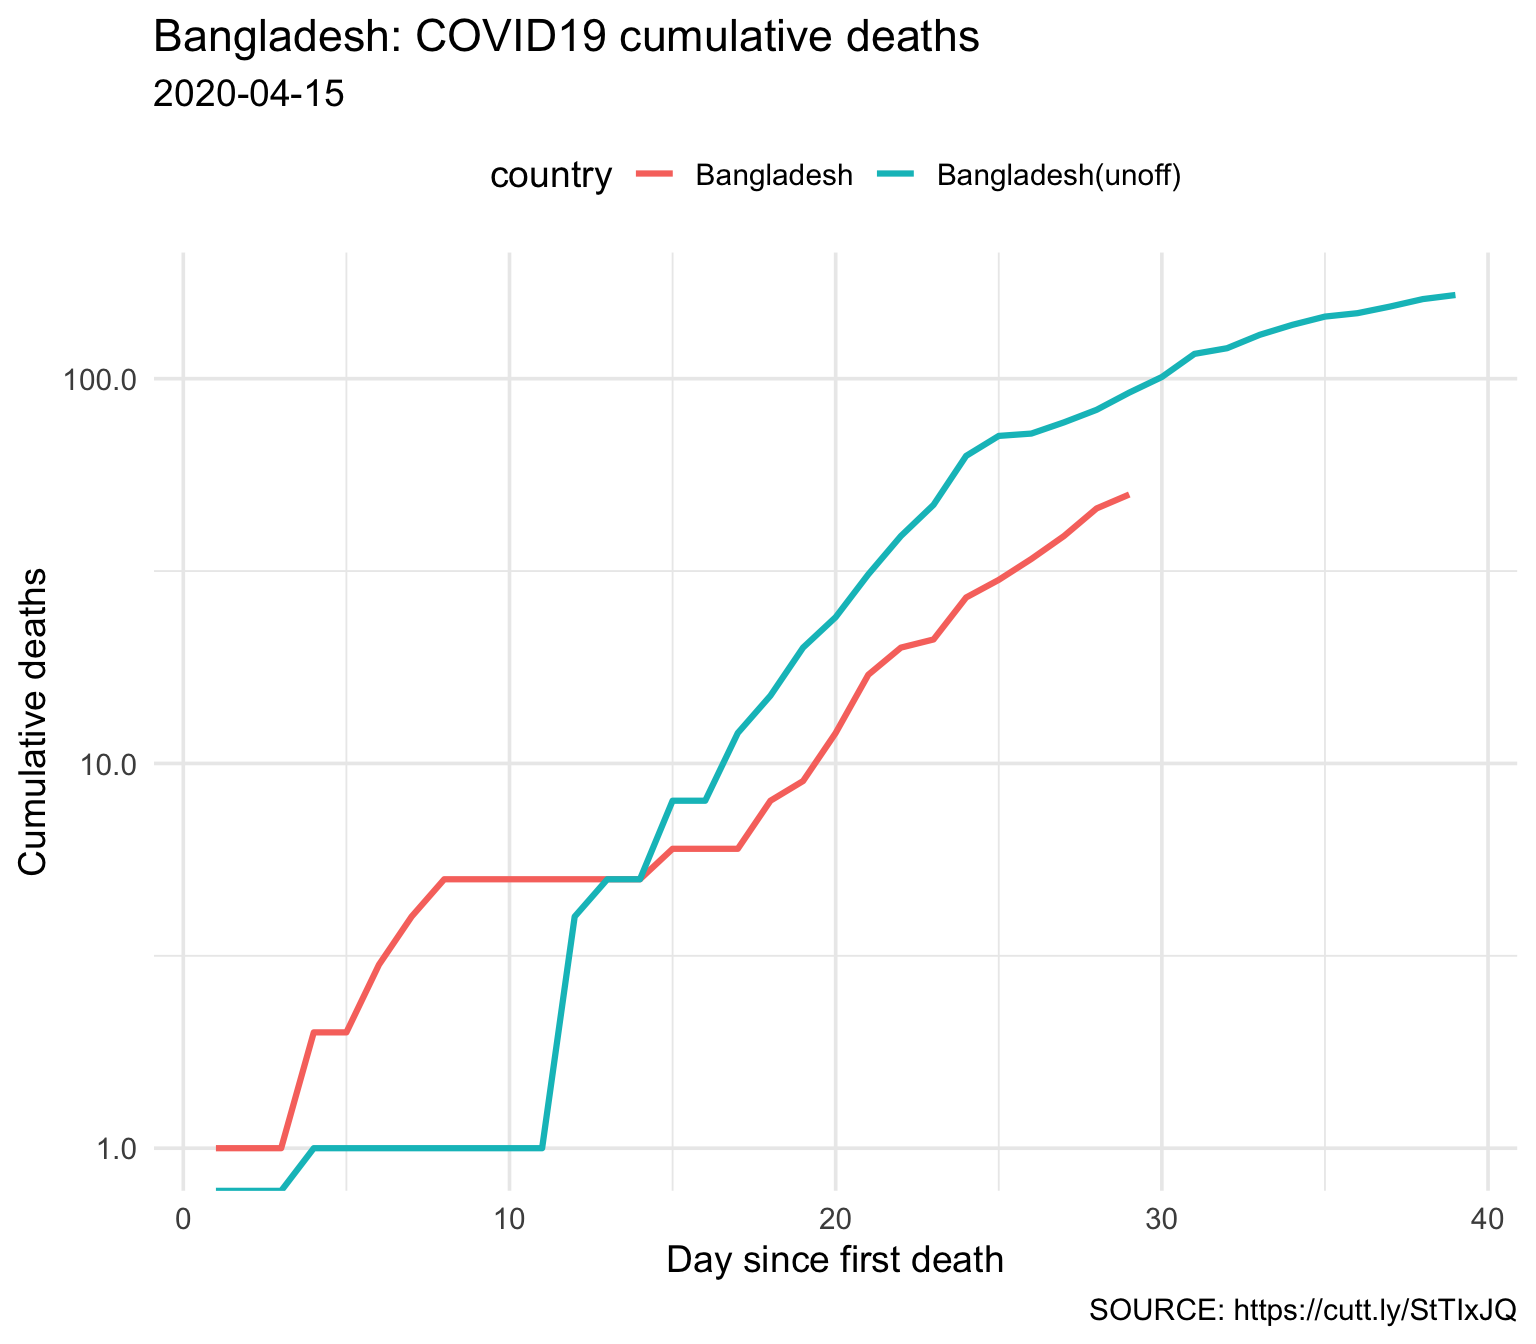 Bangladesh: COVID19 cumulative deaths
2020-04-15
country Bangladesh Bangladesh(unoff)
Cumulative deaths
100.0
10.0
1.0
0 10 20 30 40
Day since first death
SOURCE: https://cutt.ly/StTIxJQ